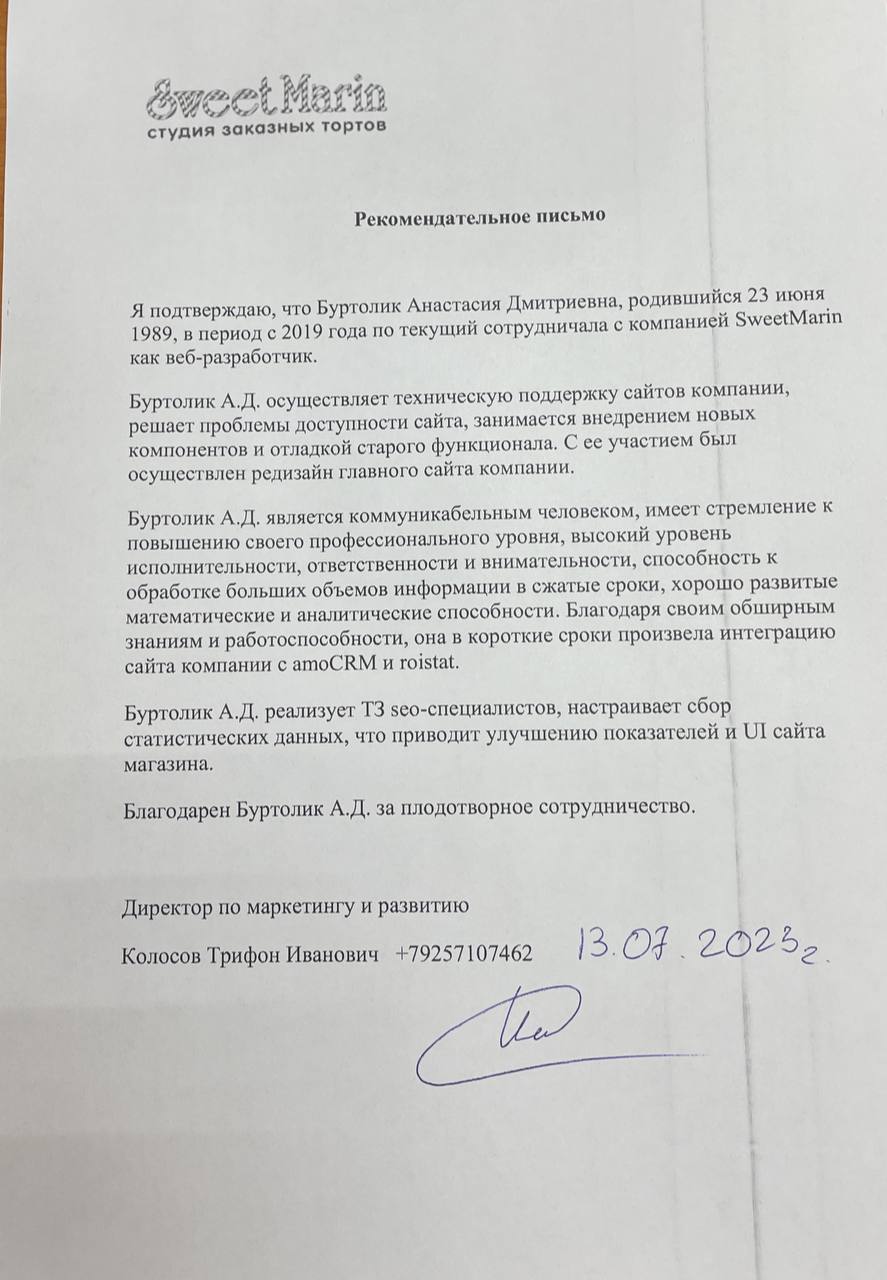 SweetMarin
студия заказных тортов
Рекомендательное письмо
Я подтверждаю, что Буртолик Анастасия Дмитриевна, родившийся 23 июня
1989, в период с 2019 года по текущий сотрудничала с компанией SweetMarin
как веб-разработчик.
Буртолик А.Д. осуществляет техническую поддержку сайтов компании,
решает проблемы доступности сайта, занимается внедрением новых
компонентов и отладкой старого функционала. С ее участием был
осуществлен редизайн главного сайта компании.
Буртолик А.Д. является коммуникабельным человеком, имеет стремление к
повышению своего профессионального уровня, высокий уровень
исполнительности, ответственности и внимательности, способность к
обработке больших объемов информации в сжатые сроки, хорошо развитые
математические и аналитические способности. Благодаря своим обширным
знаниям и работоспособности, она в короткие сроки произвела интеграцию
сайта компании с amoCRM и roistat.
Буртолик А.Д. реализует ТЗ seo-специалистов, настраивает сбор
статистических данных, что приводит улучшению показателей и UI сайта
магазина.
Благодарен Буртолик А.Д. за плодотворное сотрудничество.
Директор по маркетингу и развитию
Колосов Трифон Иванович +79257107462 13.07.2023г.